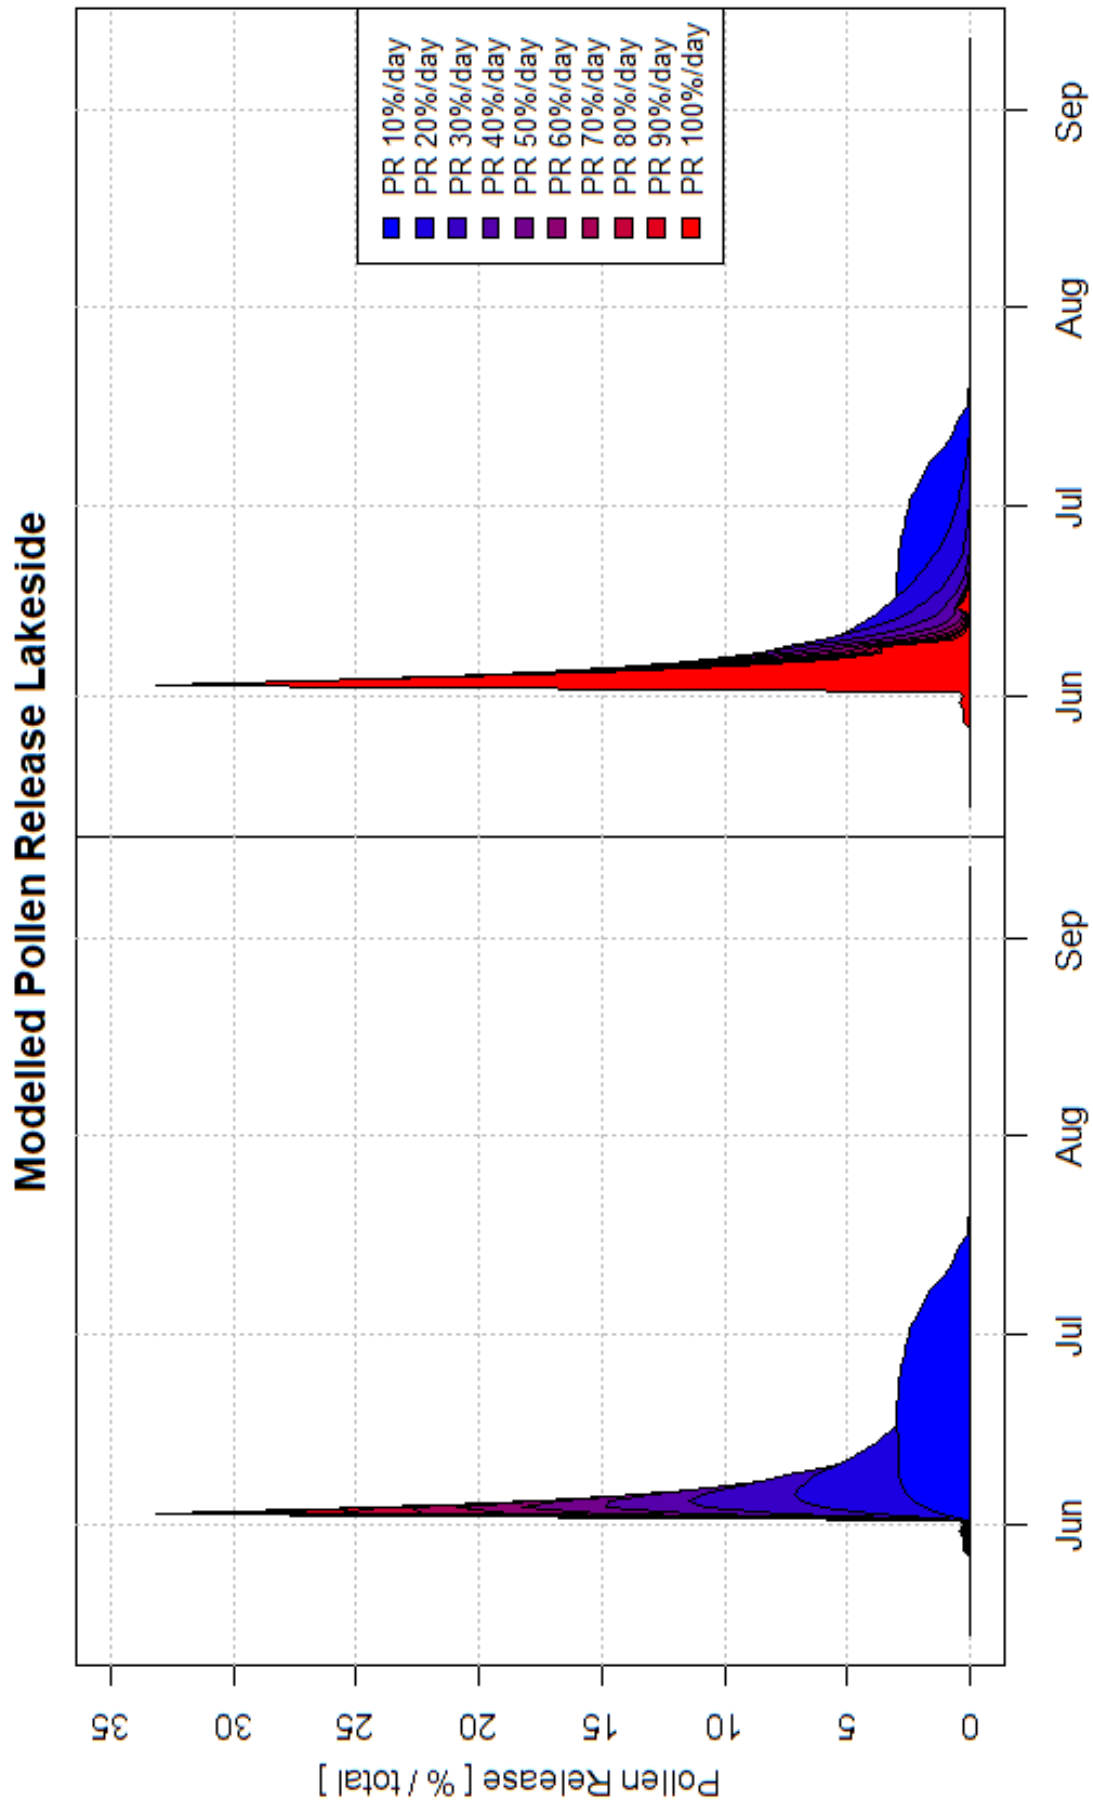 Modelled Pollen Release Lakeside
Pollen Release [ % / total ]
35
30
25
20
15
10
5
0
PR 10%/day
PR 20%/day
PR 30%/day
PR 40%/day
PR 50%/day
PR 60%/day
PR 70%/day
PR 80%/day
PR 90%/day
PR 100%/day
Jun
Jul
Aug
Sep
Jun
Jul
Aug
Sep